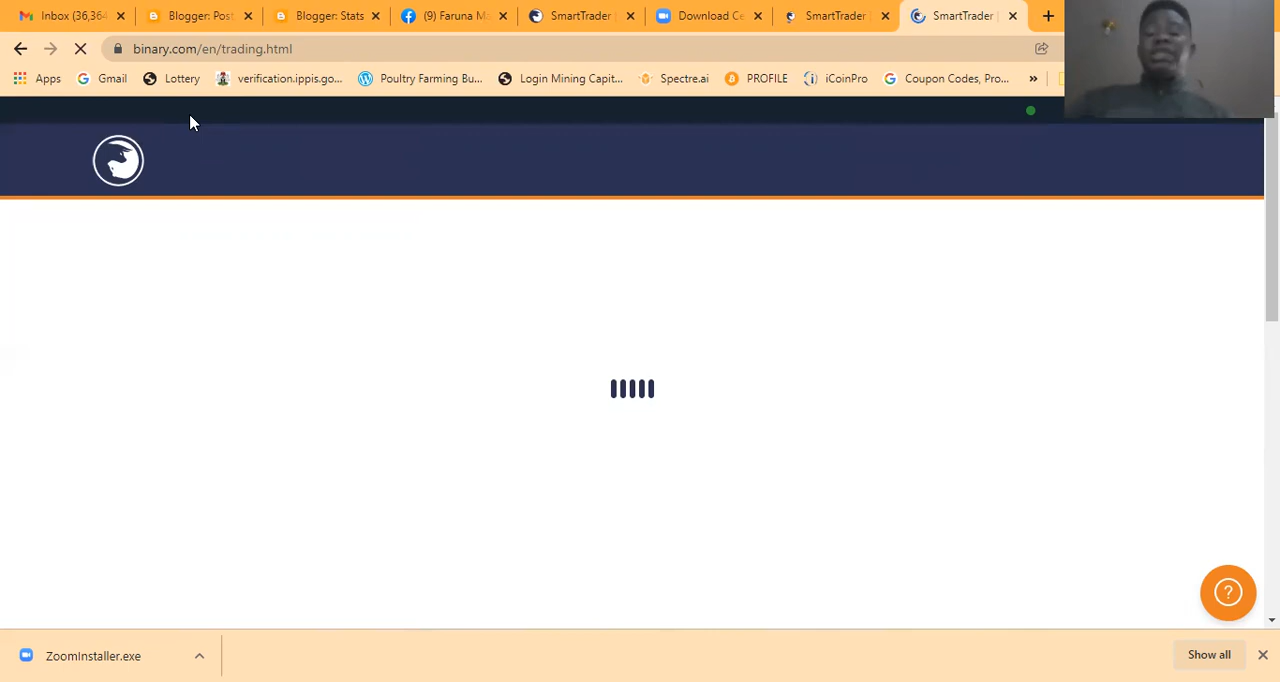 Inbox (36,364
Blogger: Post
Blogger: Stats
(9) Faruna Ma
SmartTrader |
Download Ce
SmartTrader |
SmartTrader |
binary.com/en/trading.html
Apps
Gmail
Lottery
verification.ippis.go...
Poultry Farming Bu...
Login Mining Capit...
Spectre.ai
PROFILE
iCoinPro
Coupon Codes, Pro...
»
?
ZoomInstaller.exe
Show all